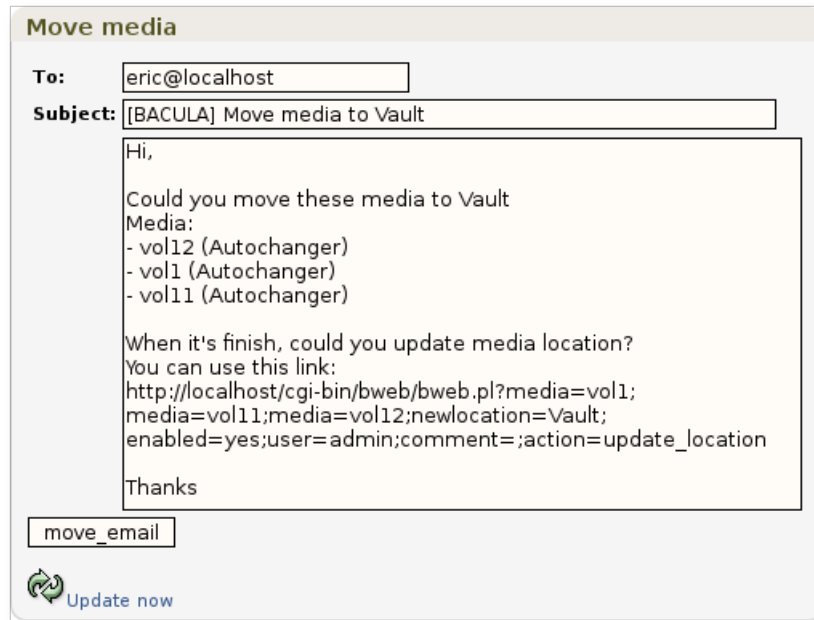 Move media
To: eric@localhost
Subject: [BACULA] Move media to Vault
Hi,
Could you move these media to Vault
Media:
- vol12 (Autochanger)
- vol1 (Autochanger)
- vol11 (Autochanger)
When it's finish, could you update media location?
You can use this link:
http://localhost/cgi-bin/bweb/bweb.pl?media=vol1;
media=vol11;media=vol12;newlocation=Vault;
enabled=yes;user=admin;comment=;action=update_location
Thanks
move_email
Update now